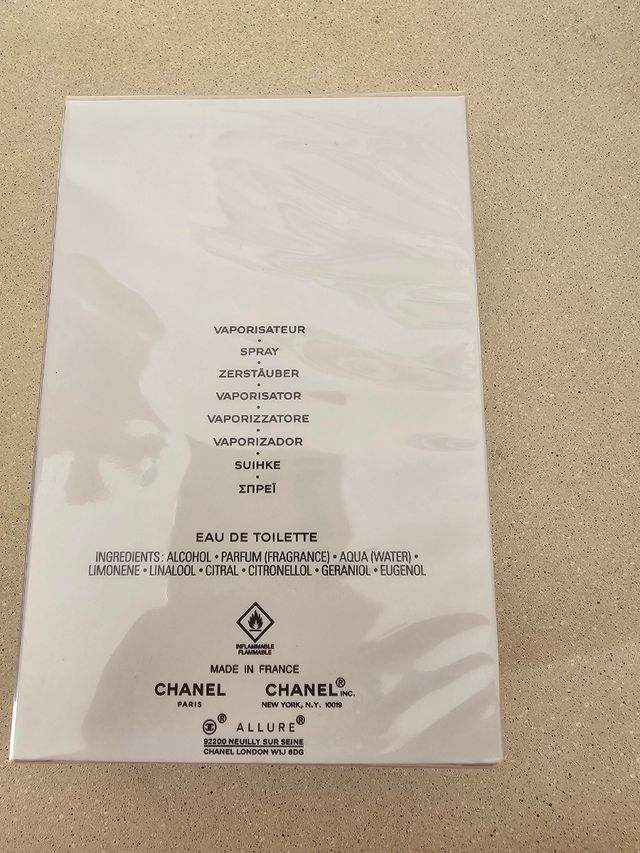 VAPORISATEUR
•
SPRAY
•
ZERSTÄUBER
•
VAPORISATOR
•
VAPORIZZATORE
•
VAPORIZADOR
•
SUIHKE
•
ΣΠΡΕΪ
EAU DE TOILETTE
INGREDIENTS: ALCOHOL • PARFUM (FRAGRANCE) • AQUA (WATER) •
LIMONENE • LINALOOL • CITRAL • CITRONELLOL • GERANIOL • EUGENOL
INFLAMMABLE
FLAMMABLE
MADE IN FRANCE
CHANEL CHANEL® INC.
PARIS NEW YORK, N.Y. 10019
® ALLURE®
92200 NEUILLY SUR SEINE
CHANEL LONDON W1J 6DG